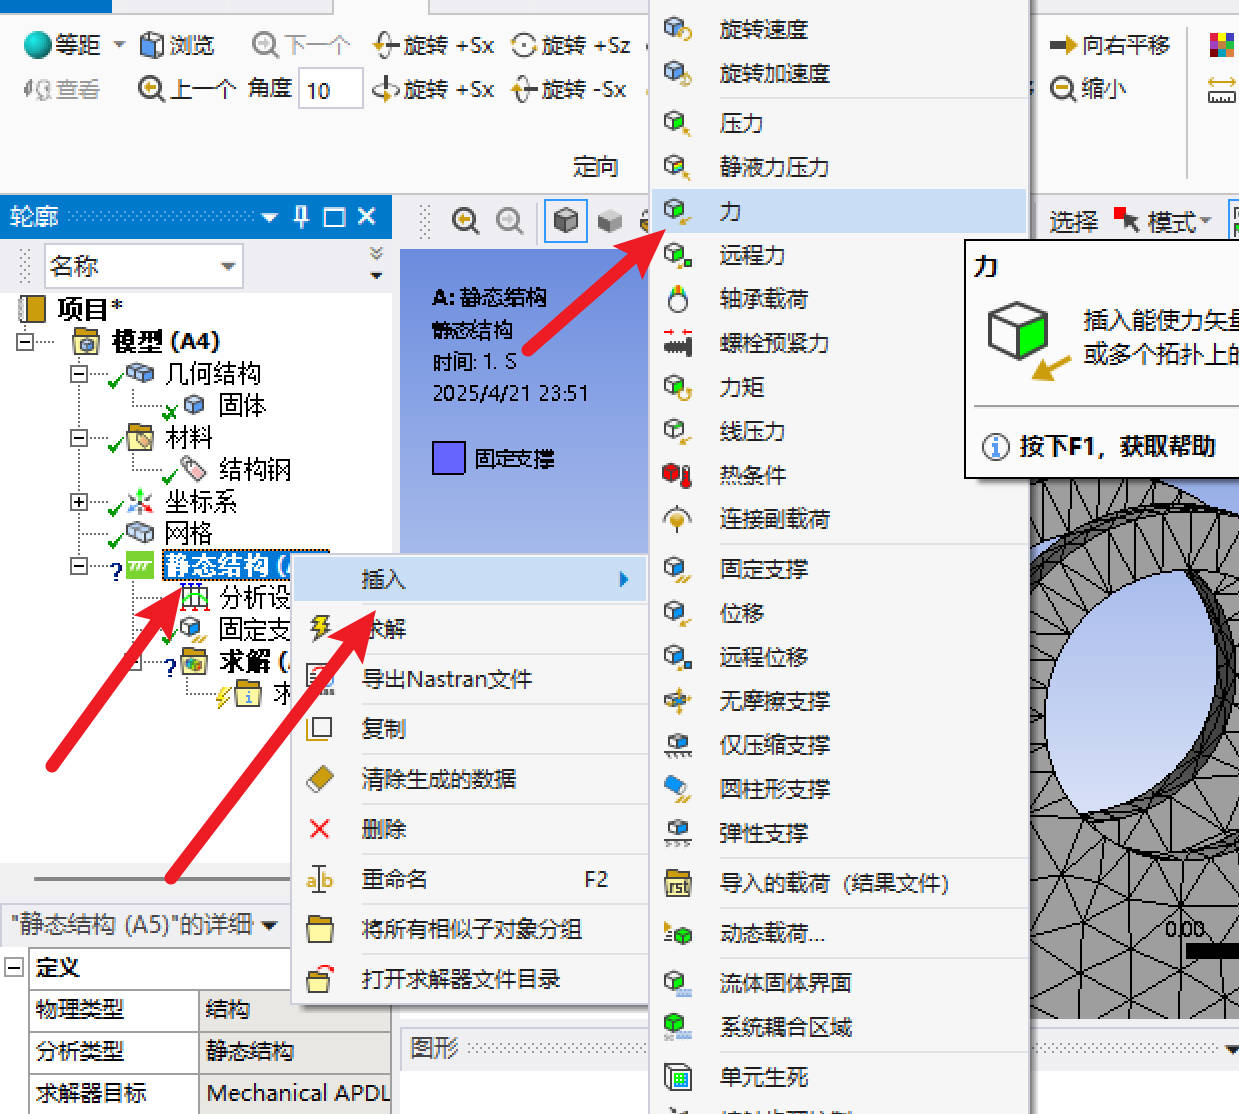 等距 浏览 下一个 旋转 +Sx 旋转 +Sz
查看 上一个 角度 10 旋转 +Sx 旋转 -Sx
定向
向右平移
缩小
轮廓
名称
项目*
模型 (A4)
几何结构
固体
材料
结构钢
坐标系
网格
静态结构 (
分析设
固定支
求解 (
求
"静态结构 (A5)"的详细
定义
物理类型 结构
分析类型 静态结构
求解器目标 Mechanical APDL
A: 静态结构
静态结构
时间: 1. S
2025/4/21 23:51
固定支撑
图形
插入
求解
导出Nastran文件
复制
清除生成的数据
删除
重命名 F2
将所有相似子对象分组
打开求解器文件目录
旋转速度
旋转加速度
压力
静液力压力
力
远程力
轴承载荷
螺栓预紧力
力矩
线压力
热条件
连接副载荷
固定支撑
位移
远程位移
无摩擦支撑
仅压缩支撑
圆柱形支撑
弹性支撑
导入的载荷（结果文件）
动态载荷...
流体固体界面
系统耦合区域
单元生死
选择 模式
力
插入能使力矢量
或多个拓扑上的
按下F1，获取帮助
0.00